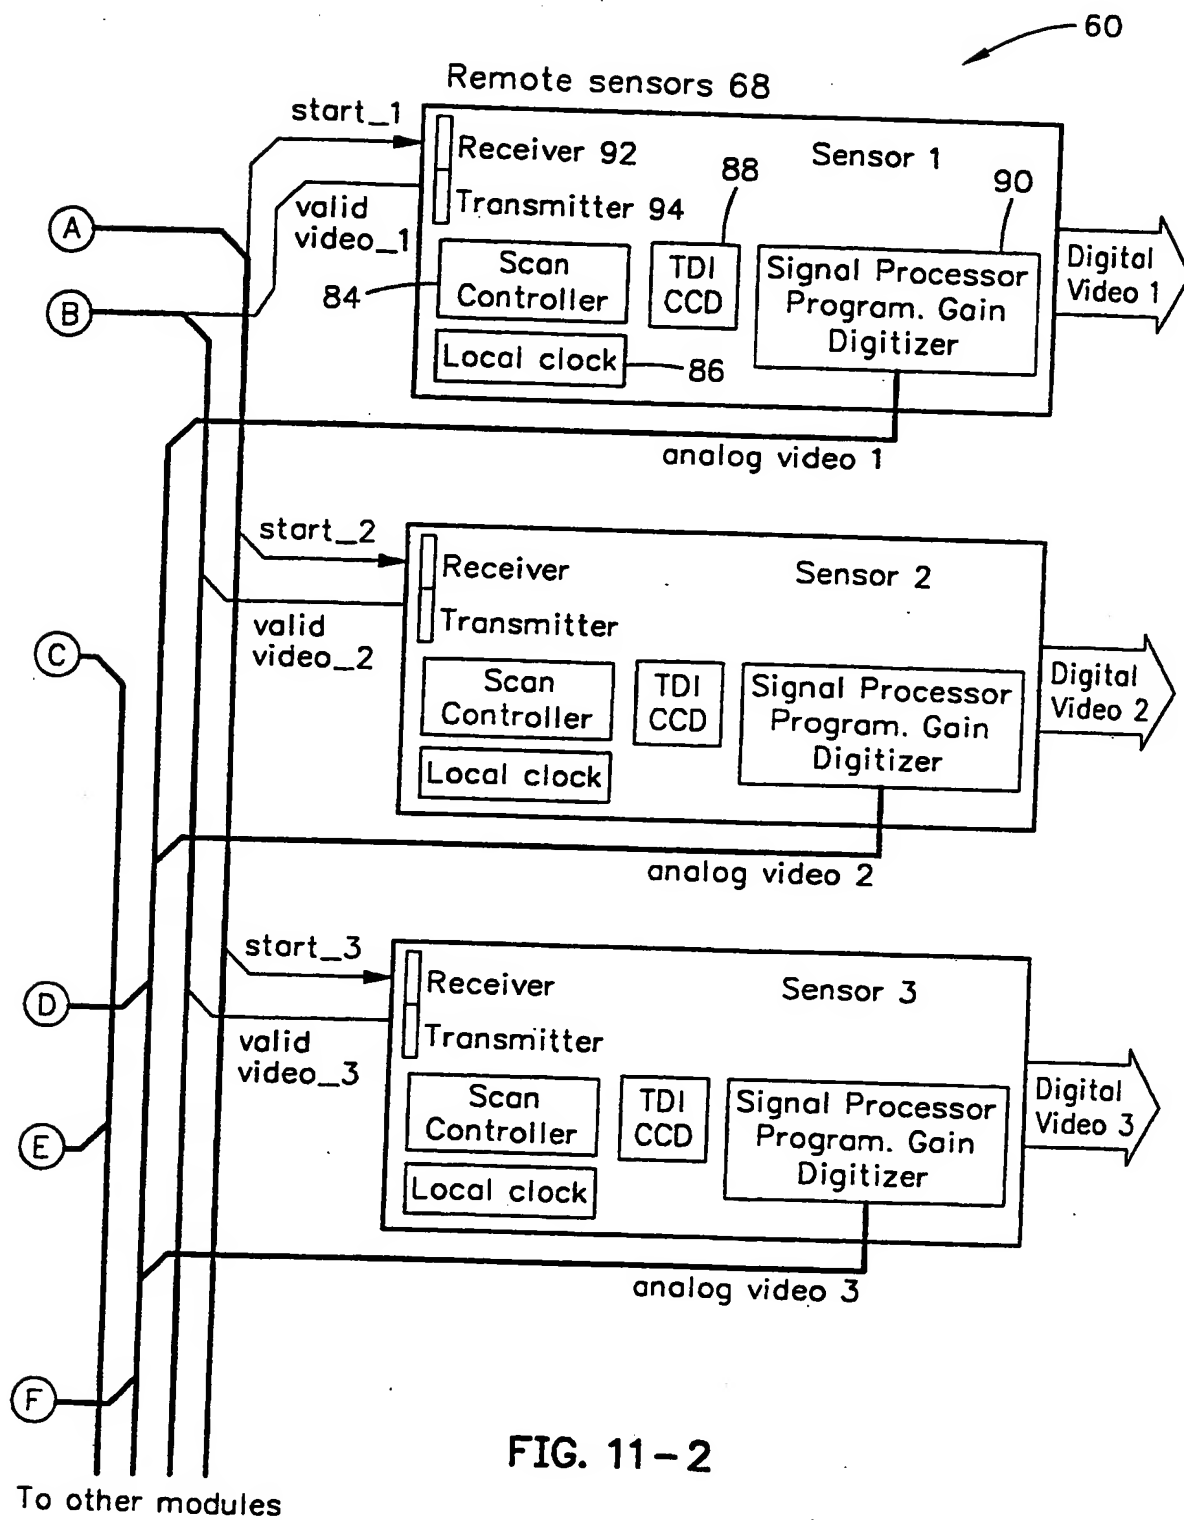 60
Remote sensors 68
start_1
Receiver 92
Sensor 1
88
90
valid
video_1
Transmitter 94
A
Scan
Controller
TDI
CCD
Signal Processor
Program. Gain
Digitizer
Digital
Video 1
84
B
Local clock
86
analog video 1
start_2
Receiver
Sensor 2
valid
video_2
Transmitter
C
Scan
Controller
TDI
CCD
Signal Processor
Program. Gain
Digitizer
Digital
Video 2
Local clock
analog video 2
start_3
Receiver
Sensor 3
D
valid
video_3
Transmitter
Scan
Controller
TDI
CCD
Signal Processor
Program. Gain
Digitizer
Digital
Video 3
E
Local clock
analog video 3
F
FIG. 11-2
To other modules